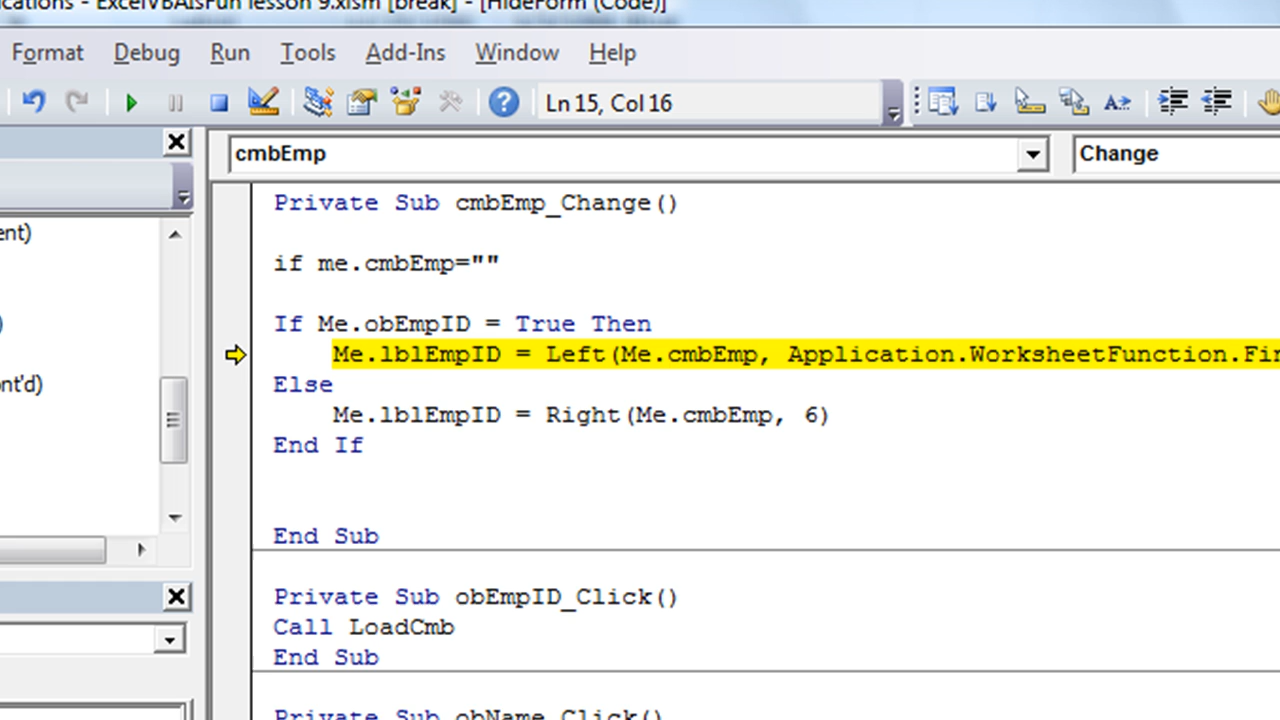 ications - ExcelVBAIsFun lesson 9.xlsm [break] - [HideForm (Code)]
Format Debug Run Tools Add-Ins Window Help
Ln 15, Col 16
cmbEmp Change
Private Sub cmbEmp_Change()
ent)
if me.cmbEmp=""
If Me.obEmpID = True Then
Me.lblEmpID = Left(Me.cmbEmp, Application.WorksheetFunction.Fin
nt'd) Else
Me.lblEmpID = Right(Me.cmbEmp, 6)
End If
End Sub
Private Sub obEmpID_Click()
Call LoadCmb
End Sub
Private Sub obName_Click()